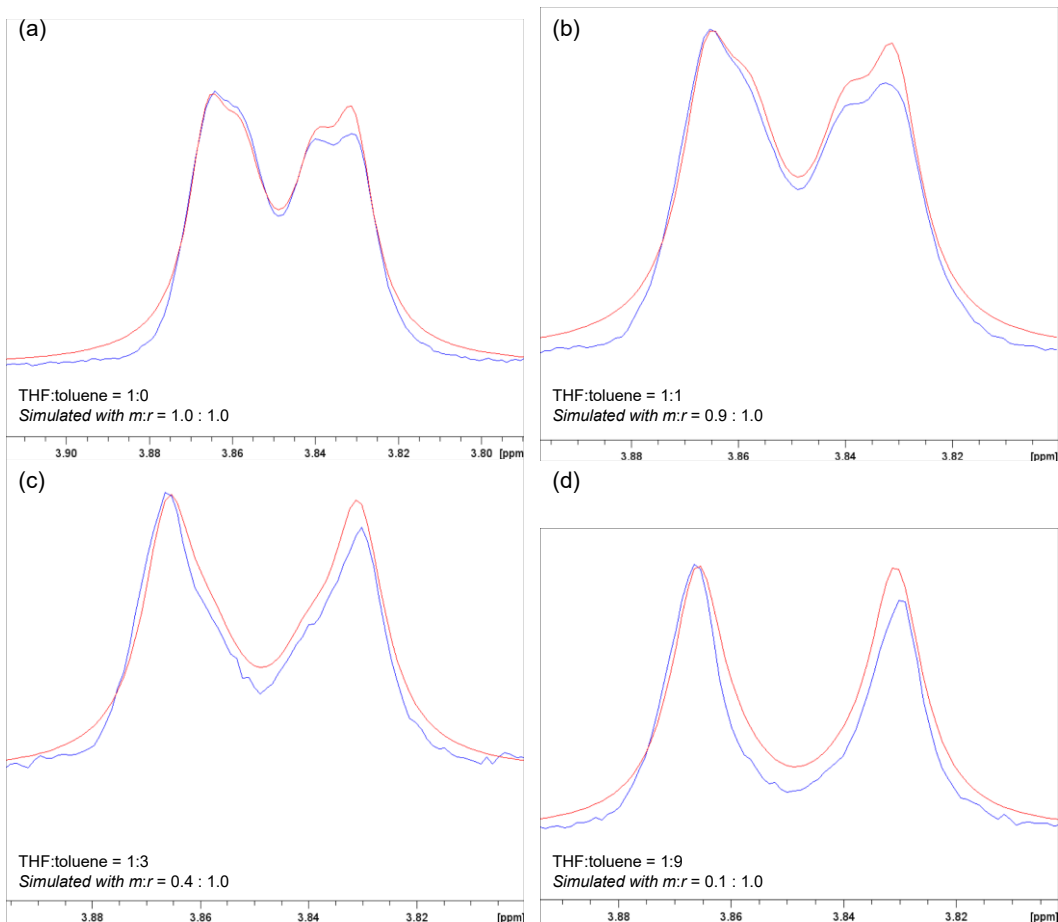 (a)
THF:toluene = 1:0
Simulated with m:r = 1.0 : 1.0
3.90 3.88 3.86 3.84 3.82 3.80 [ppm]
(b)
THF:toluene = 1:1
Simulated with m:r = 0.9 : 1.0
3.88 3.86 3.84 3.82 [ppm]
(c)
THF:toluene = 1:3
Simulated with m:r = 0.4 : 1.0
3.88 3.86 3.84 3.82 [ppm]
(d)
THF:toluene = 1:9
Simulated with m:r = 0.1 : 1.0
3.88 3.86 3.84 3.82 [ppm]